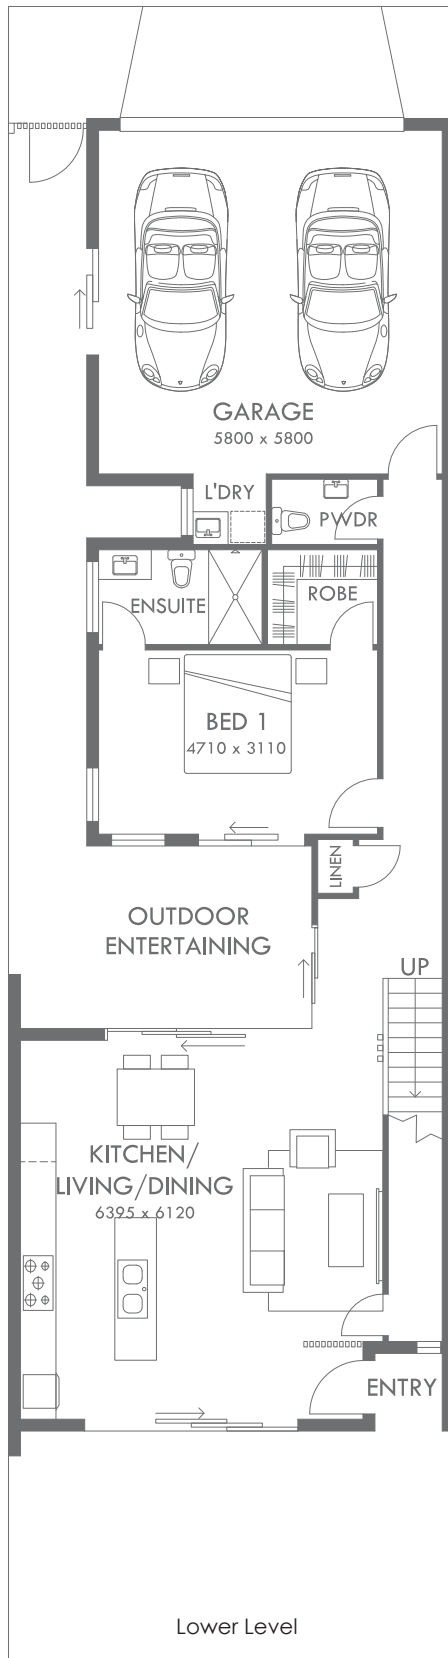 GARAGE
5800 x 5800
L'DRY
PWDR
ENSUITE
ROBE
BED 1
4710 x 3110
LINEN
OUTDOOR
ENTERTAINING
UP
KITCHEN/
LIVING/DINING
6395 x 6120
ENTRY
Lower Level